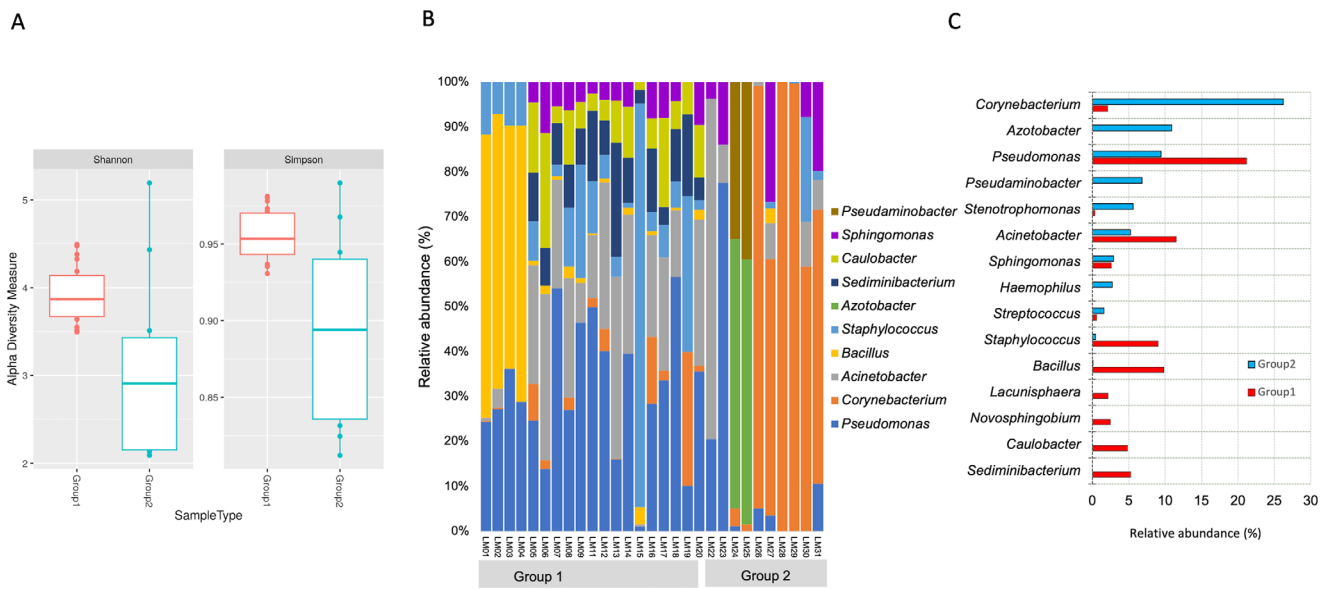 A
Shannon
Simpson
Alpha Diversity Measure
5
4
3
2
0.95
0.90
0.85
Group1
Group2
Group1
Group2
SampleType
B
Relative abundance (%)
100%
90%
80%
70%
60%
50%
40%
30%
20%
10%
0%
LM01
LM02
LM03
LM04
LM05
LM06
LM07
LM08
LM09
LM11
LM12
LM13
LM14
LM15
LM16
LM17
LM18
LM19
LM20
LM22
LM23
LM24
LM25
LM26
LM27
LM28
LM29
LM30
LM31
Group 1
Group 2
Pseudaminobacter
Sphingomonas
Caulobacter
Sediminibacterium
Azotobacter
Staphylococcus
Bacillus
Acinetobacter
Corynebacterium
Pseudomonas
C
Corynebacterium
Azotobacter
Pseudomonas
Pseudaminobacter
Stenotrophomonas
Acinetobacter
Sphingomonas
Haemophilus
Streptococcus
Staphylococcus
Bacillus
Lacunisphaera
Novosphingobium
Caulobacter
Sediminibacterium
Group2
Group1
0 5 10 15 20 25 30
Relative abundance (%)